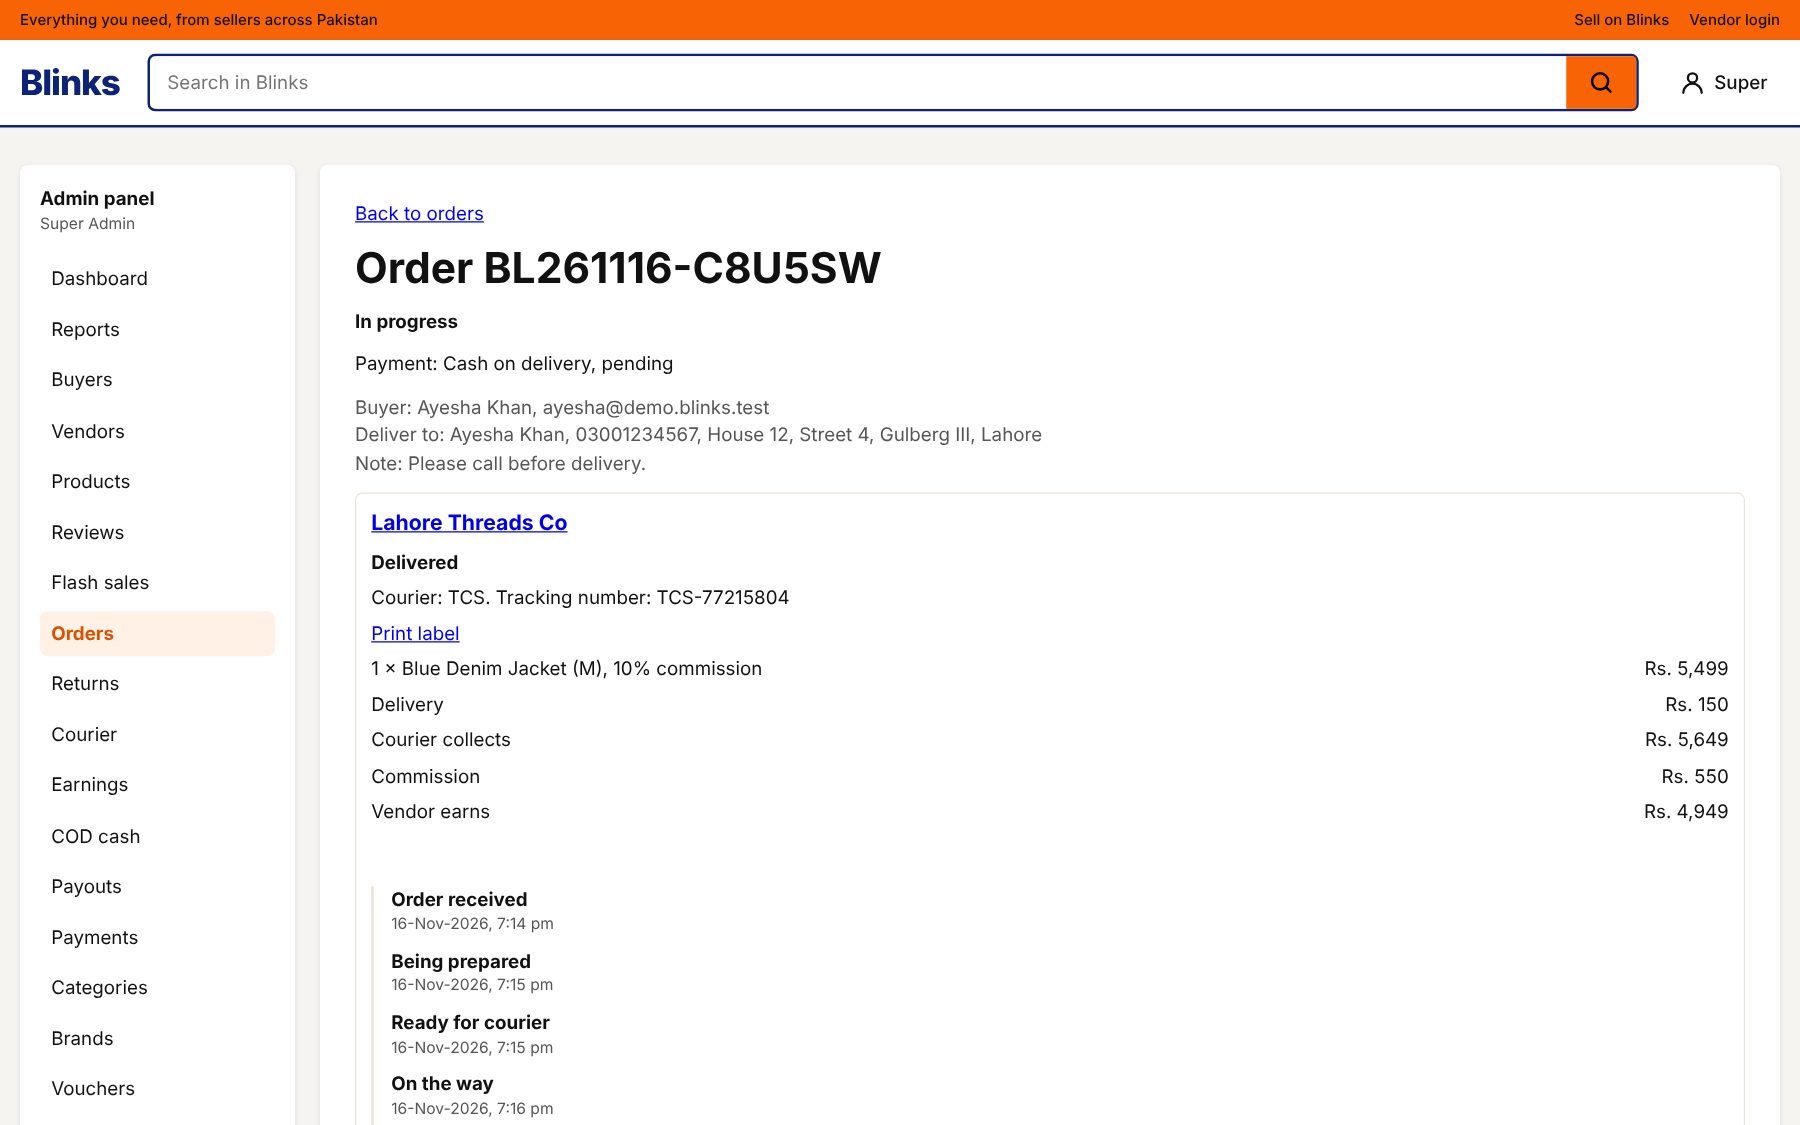 Everything you need, from sellers across Pakistan
Sell on Blinks
Vendor login
Blinks
Search in Blinks
Super
Admin panel
Super Admin
Dashboard
Reports
Buyers
Vendors
Products
Reviews
Flash sales
Orders
Returns
Courier
Earnings
COD cash
Payouts
Payments
Categories
Brands
Vouchers
Back to orders
Order BL261116-C8U5SW
In progress
Payment: Cash on delivery, pending
Buyer: Ayesha Khan, ayesha@demo.blinks.test
Deliver to: Ayesha Khan, 03001234567, House 12, Street 4, Gulberg III, Lahore
Note: Please call before delivery.
Lahore Threads Co
Delivered
Courier: TCS. Tracking number: TCS-77215804
Print label
1 × Blue Denim Jacket (M), 10% commission Rs. 5,499
Delivery Rs. 150
Courier collects Rs. 5,649
Commission Rs. 550
Vendor earns Rs. 4,949
Order received
16-Nov-2026, 7:14 pm
Being prepared
16-Nov-2026, 7:15 pm
Ready for courier
16-Nov-2026, 7:15 pm
On the way
16-Nov-2026, 7:16 pm